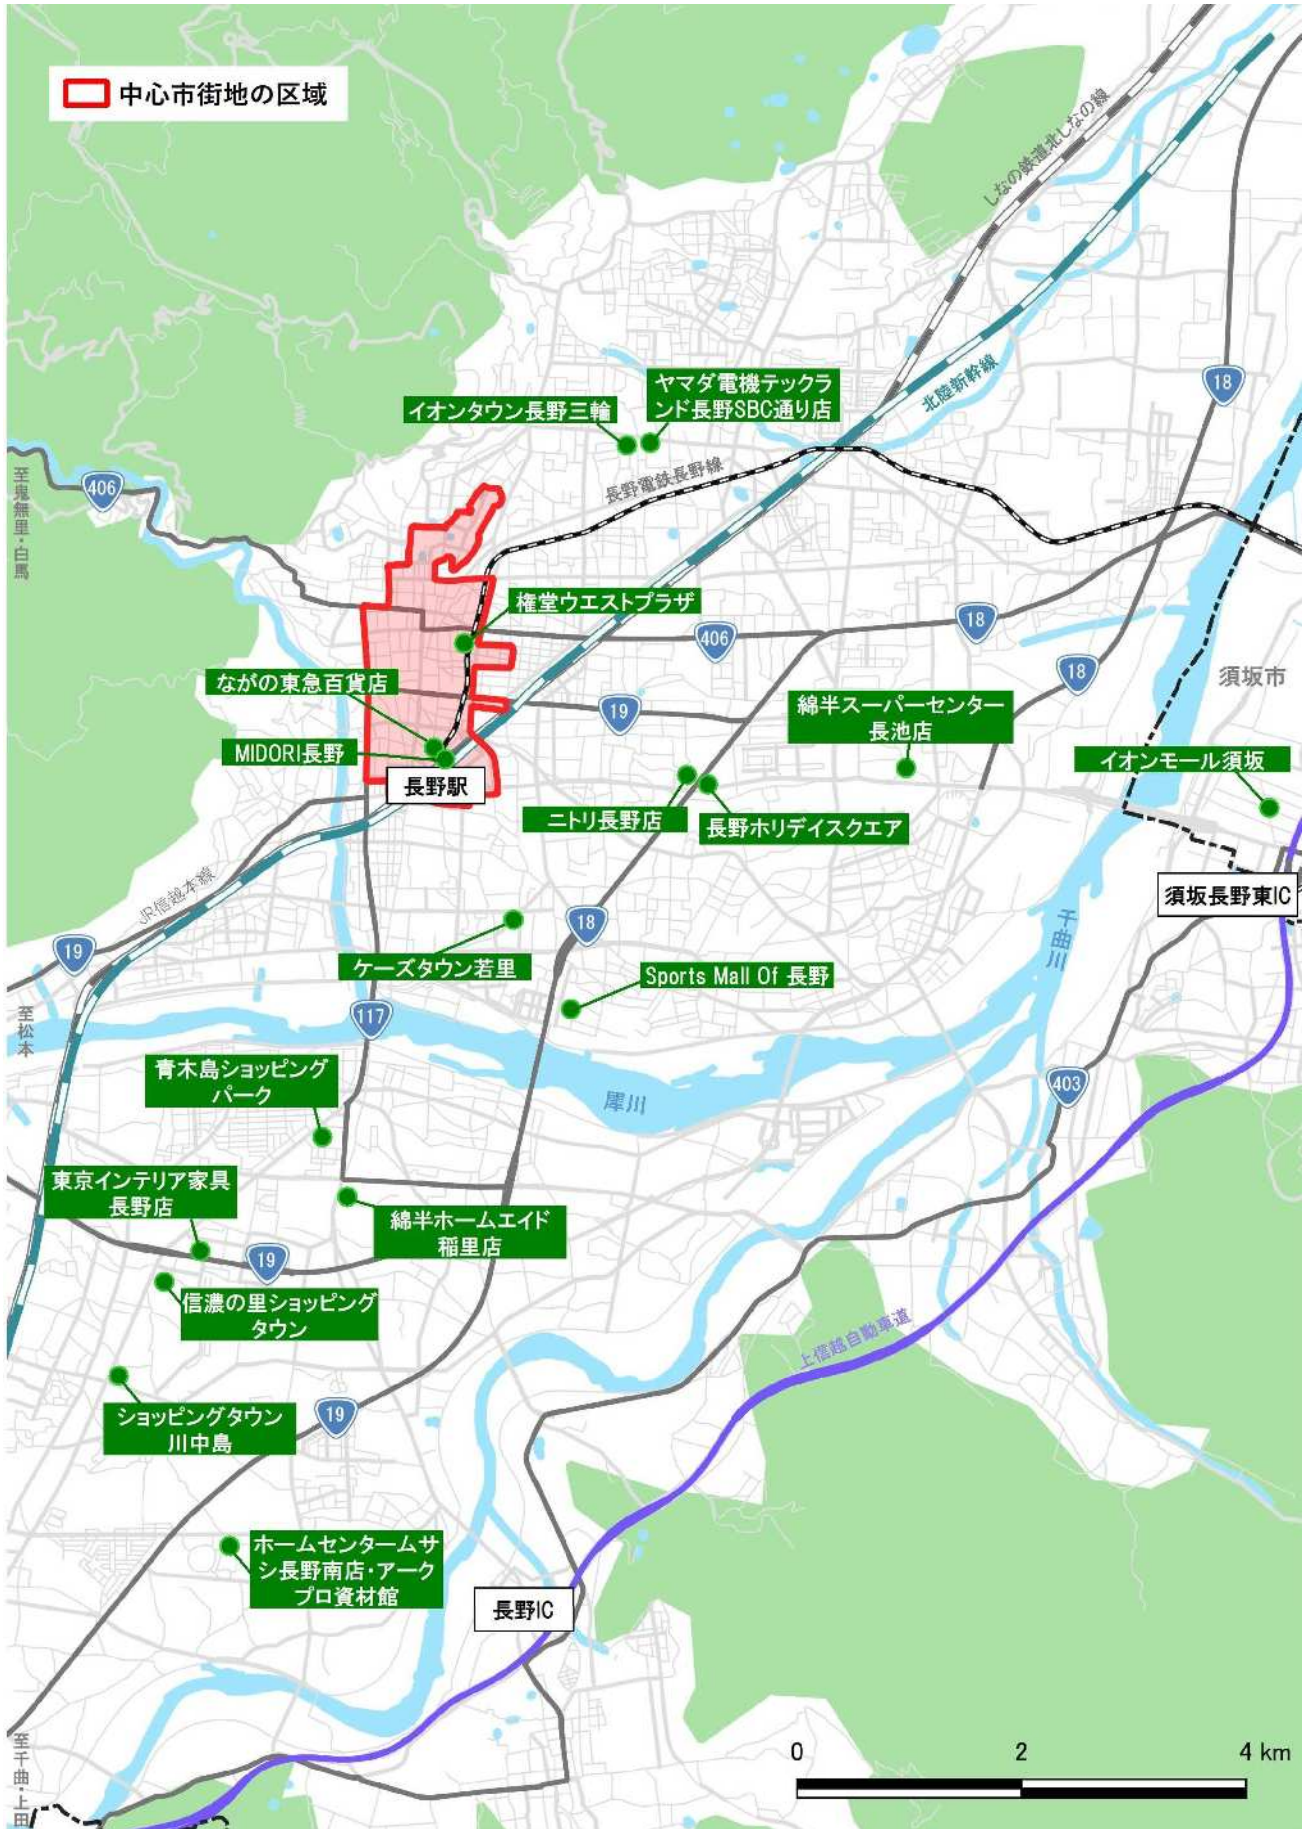 中心市街地の区域
しなの鉄道北しなの線
北陸新幹線
18
ヤマダ電機テックラ
ンド長野SBC通り店
イオンタウン長野三輪
長野電鉄長野線
至鬼無里・白馬
406
権堂ウエストプラザ
406
18
18
須坂市
ながの東急百貨店
19
綿半スーパーセンター
長池店
MIDORI長野
長野駅
イオンモール須坂
ニトリ長野店
長野ホリデイスクエア
JR信越本線
須坂長野東IC
千曲川
19
18
ケーズタウン若里
Sports Mall Of 長野
至松本
117
青木島ショッピング
パーク
犀川
403
東京インテリア家具
長野店
綿半ホームエイド
稲里店
19
信濃の里ショッピング
タウン
上信越自動車道
ショッピングタウン
川中島
19
ホームセンタームサ
シ長野南店・アーク
プロ資材館
長野IC
至千曲・上田
0 2 4 km